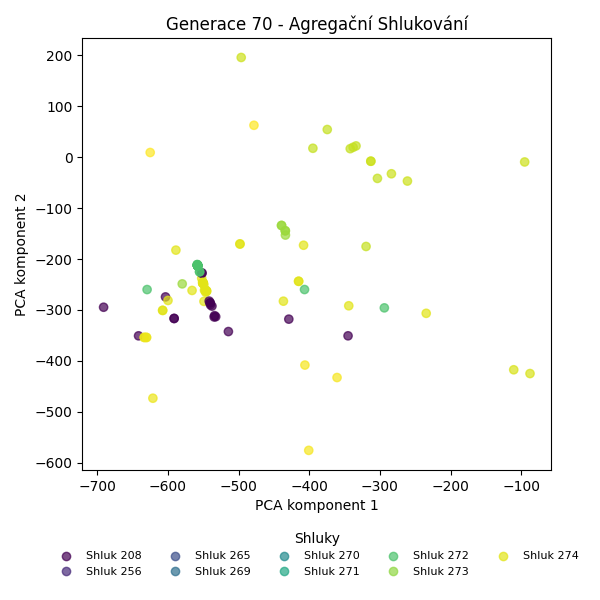 Generace 70 - Agregační Shlukování
200
100
0
−100
−200
−300
−400
−500
−600
PCA komponent 2
−700 −600 −500 −400 −300 −200 −100
PCA komponent 1
Shluky
Shluk 208 Shluk 265 Shluk 270 Shluk 272 Shluk 274
Shluk 256 Shluk 269 Shluk 271 Shluk 273